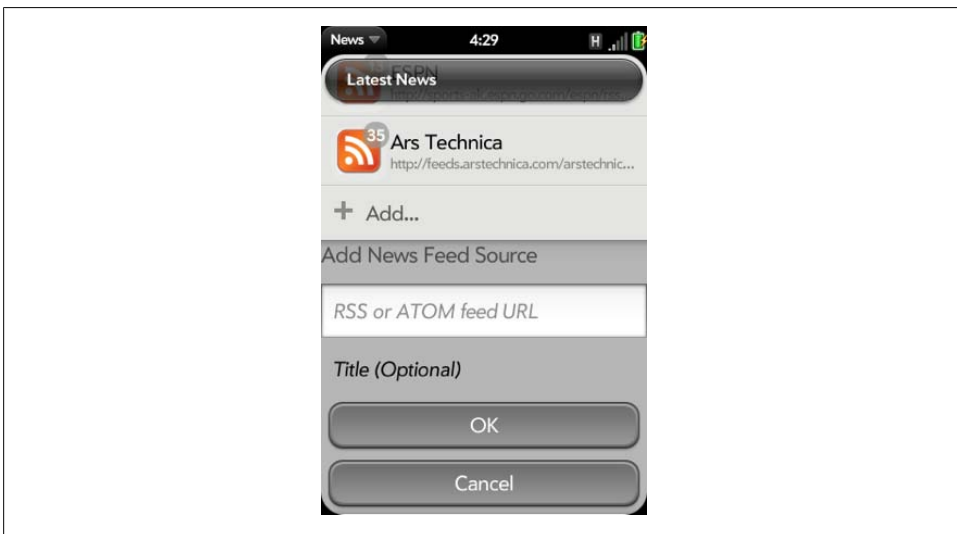 News
4:29
H
ESPN
Latest News
35
Ars Technica
http://feeds.arstechnica.com/arstechnic...
+ Add...
Add News Feed Source
RSS or ATOM feed URL
Title (Optional)
OK
Cancel